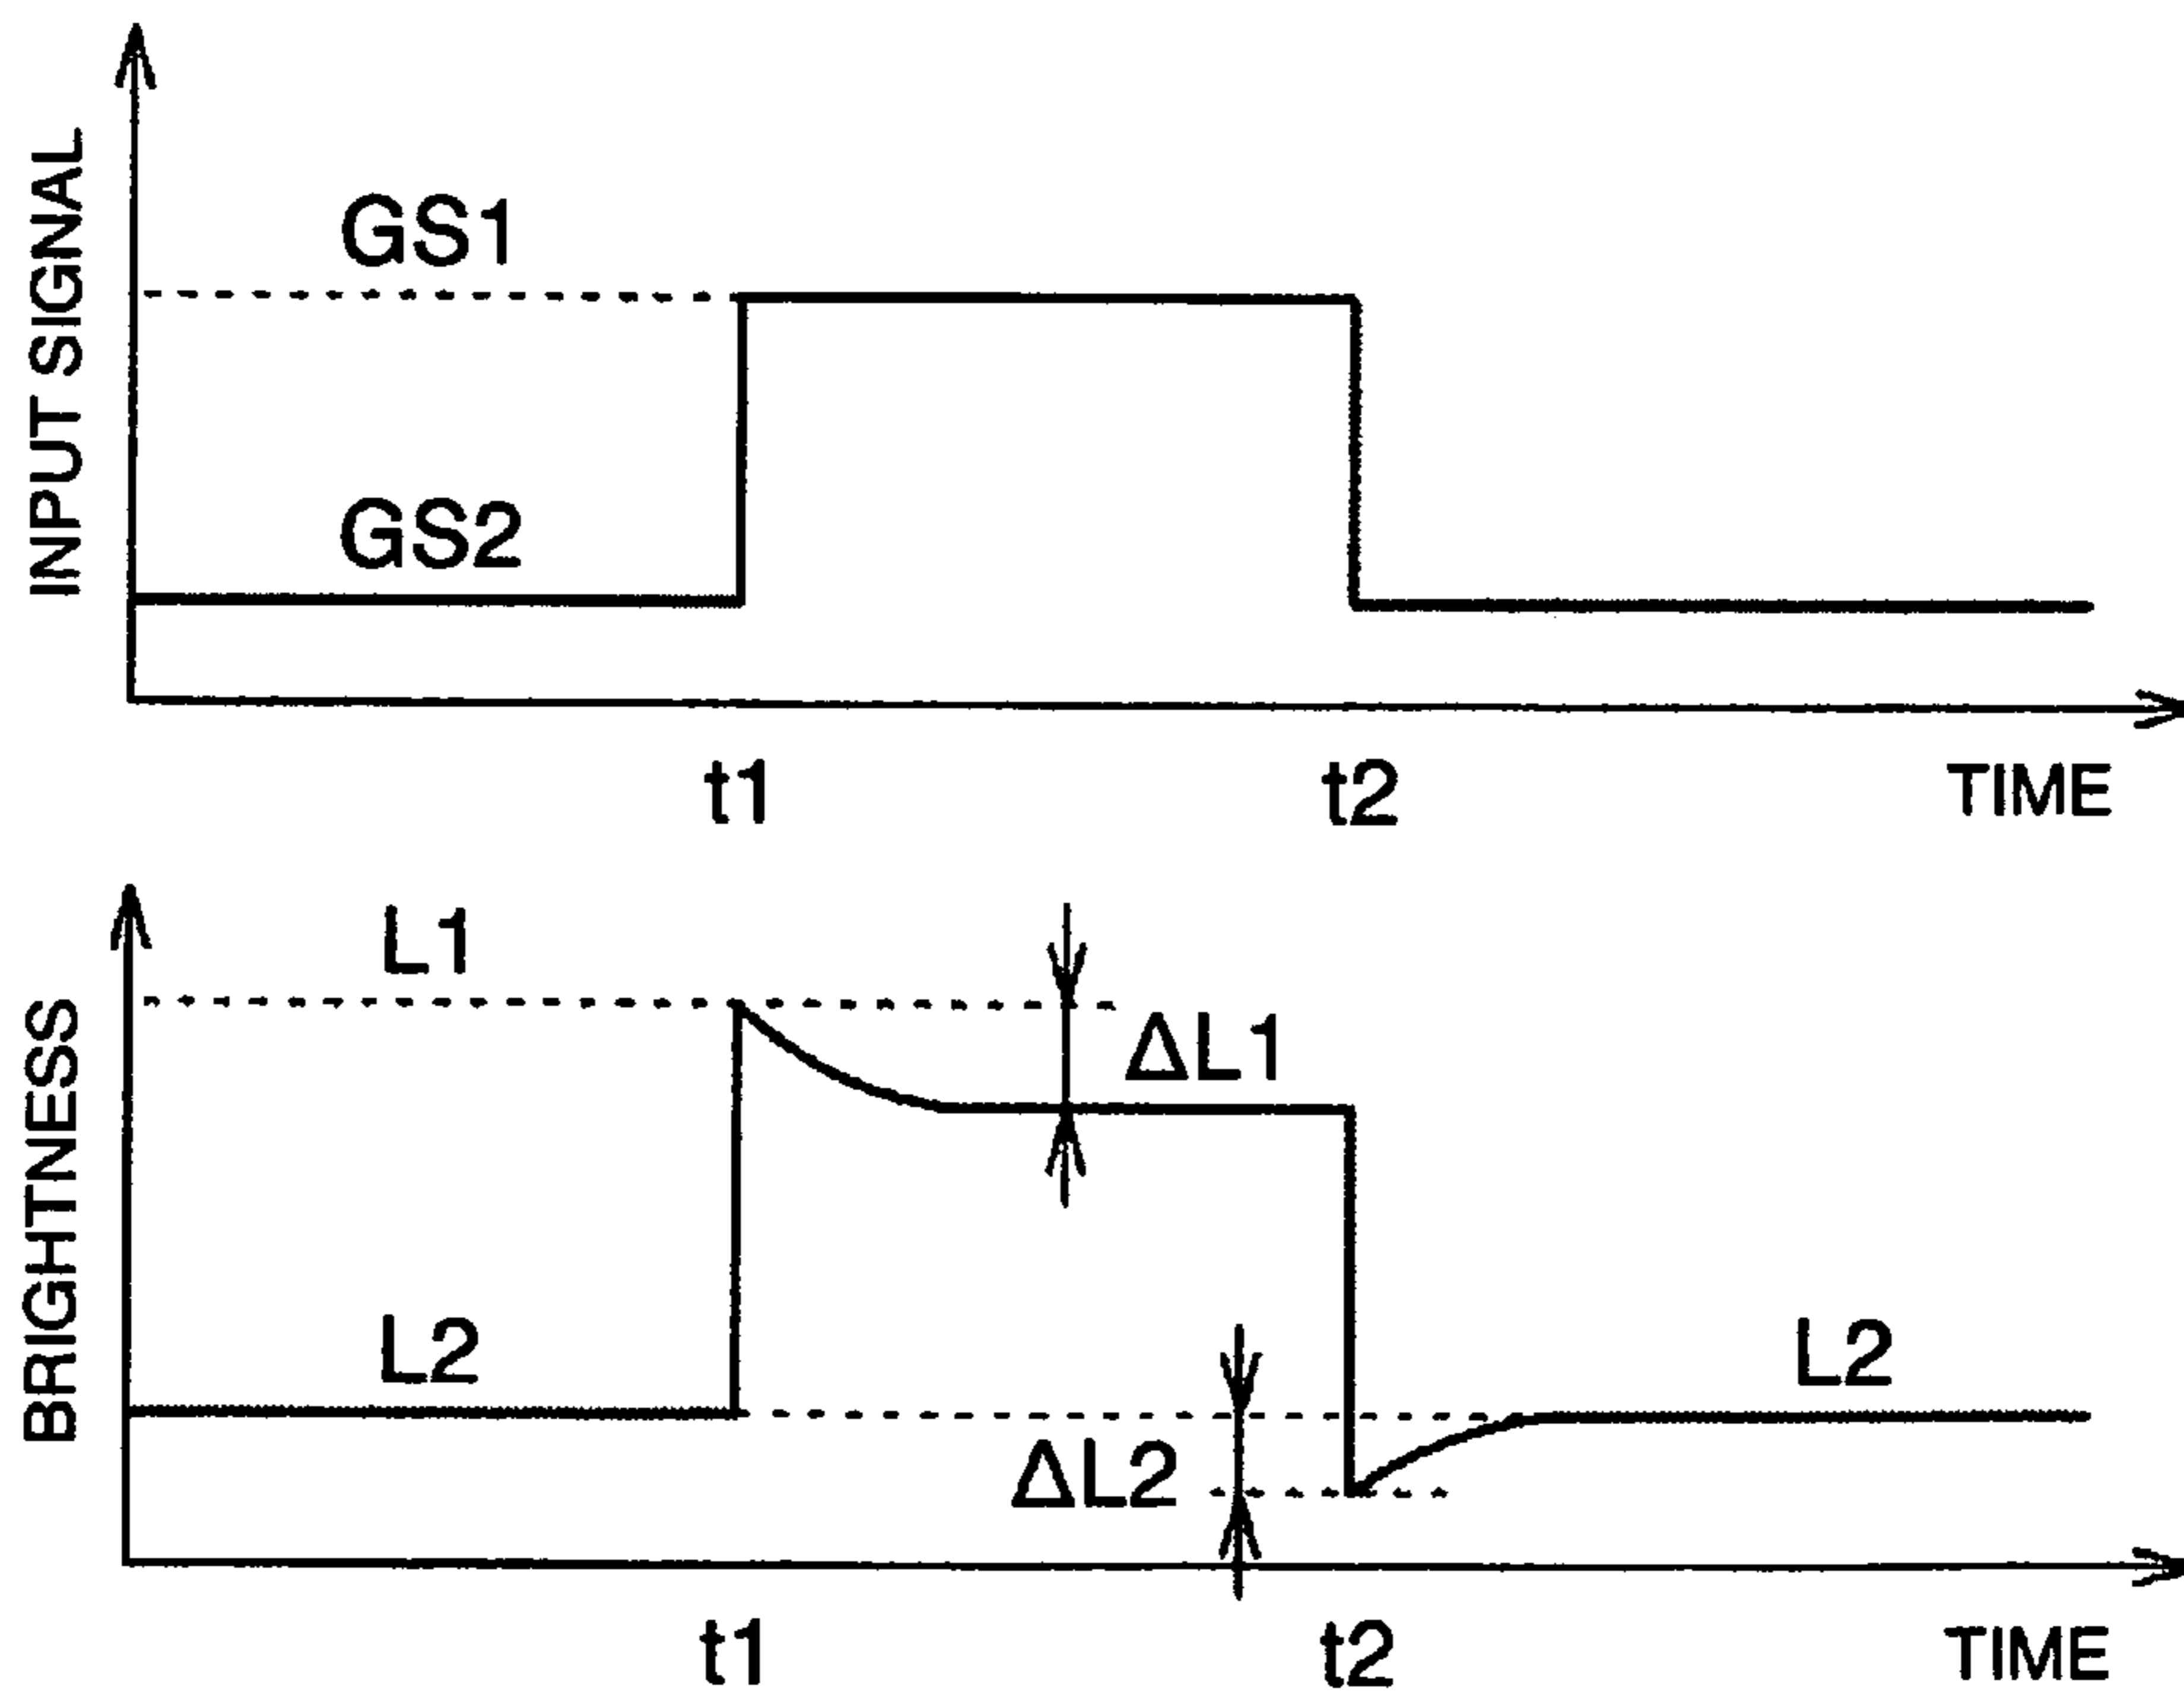 INPUT SIGNAL
GS1
GS2
t1
t2
TIME
BRIGHTNESS
L1
ΔL1
L2
L2
ΔL2
t1
t2
TIME